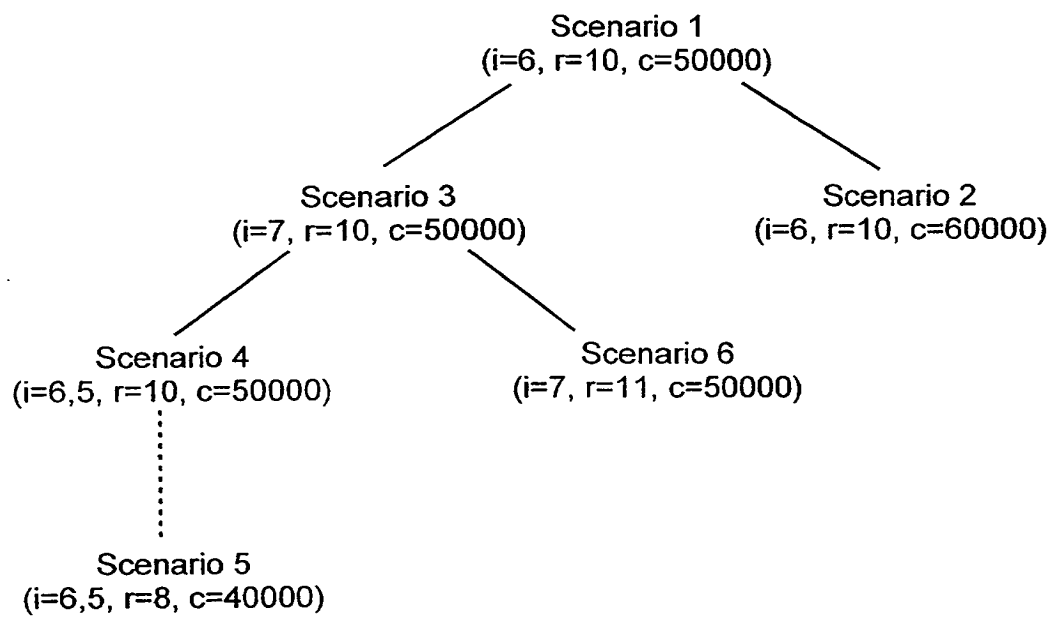 Scenario 1
(i=6, r=10, c=50000)
Scenario 3
(i=7, r=10, c=50000)
Scenario 2
(i=6, r=10, c=60000)
Scenario 4
(i=6,5, r=10, c=50000)
Scenario 6
(i=7, r=11, c=50000)
Scenario 5
(i=6,5, r=8, c=40000)